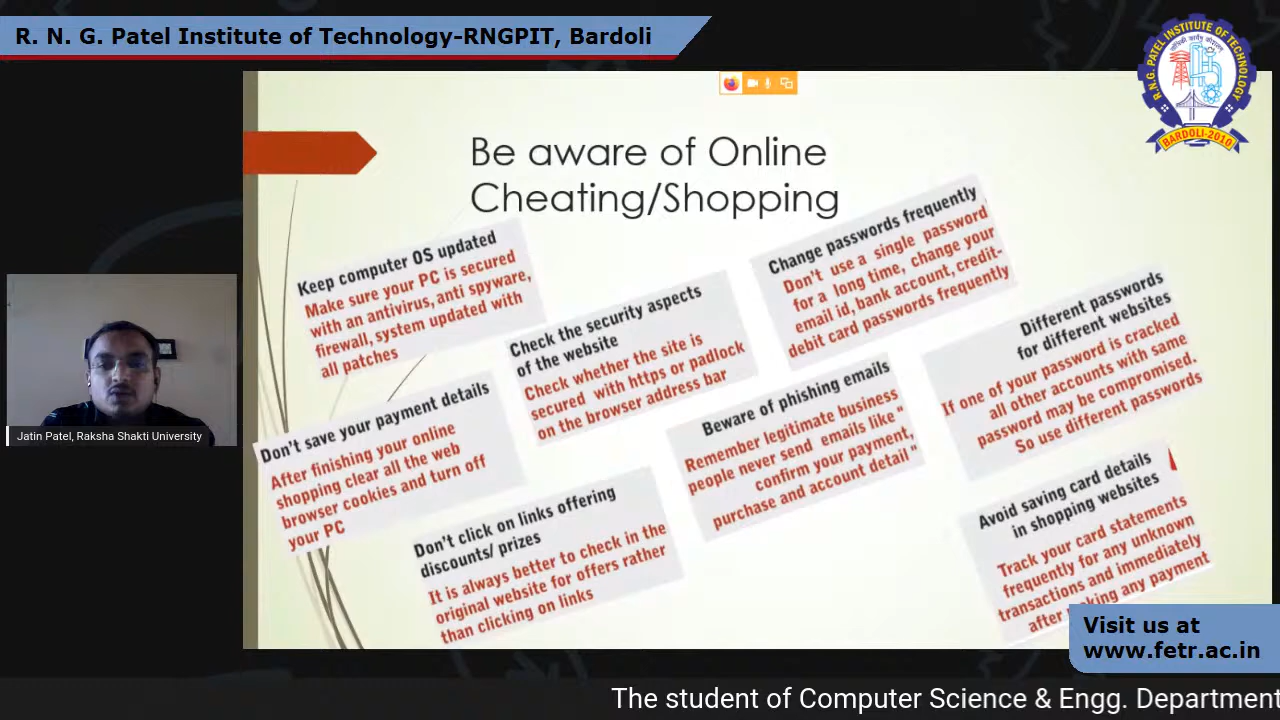 R. N. G. Patel Institute of Technology-RNGPIT, Bardoli
R.N.G. PATEL INSTITUTE OF TECHNOLOGY
BARDOLI-2010
Be aware of Online
Cheating/Shopping
Keep computer OS updated
Make sure your PC is secured
with an antivirus, anti spyware,
firewall, system updated with
all patches
Check the security aspects
of the website
Check whether the site is
secured with https or padlock
on the browser address bar
Change passwords frequently
Don't use a single password
for a long time, change your
email id, bank account, credit-
debit card passwords frequently
Different passwords
for different websites
If one of your password is cracked
all other accounts with same
password may be compromised.
So use different passwords
Don't save your payment details
After finishing your online
shopping clear all the web
browser cookies and turn off
your PC
Beware of phishing emails
Remember legitimate business
people never send emails like "
confirm your payment,
purchase and account detail"
Don't click on links offering
discounts/ prizes
It is always better to check in the
original website for offers rather
than clicking on links
Avoid saving card details
in shopping websites
Track your card statements
frequently for any unknown
transactions and immediately
after making any payment
Jatin Patel, Raksha Shakti University
Visit us at
www.fetr.ac.in
The student of Computer Science & Engg. Department